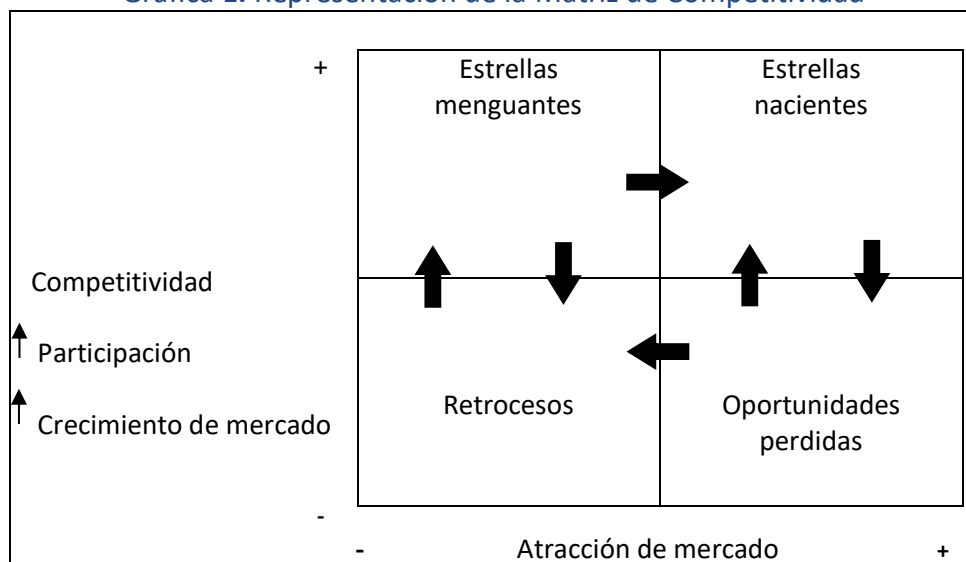 Gráfica 1. Representación de la Matriz de Competitividad
+
Estrellas
menguantes
Estrellas
nacientes
Competitividad
Participación
Crecimiento de mercado
Retrocesos
Oportunidades
perdidas
-
- Atracción de mercado +